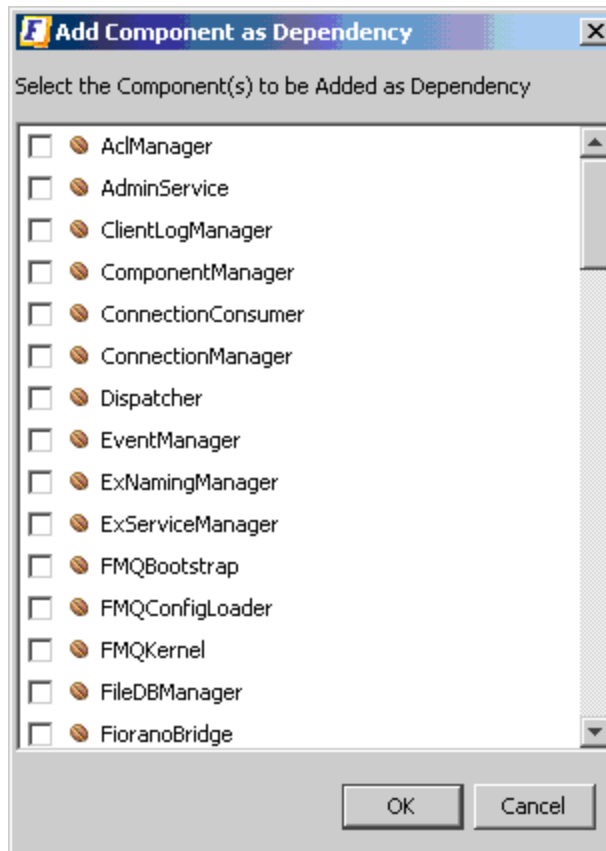 Add Component as Dependency
Select the Component(s) to be Added as Dependency
AclManager
AdminService
ClientLogManager
ComponentManager
ConnectionConsumer
ConnectionManager
Dispatcher
EventManager
ExNamingManager
ExServiceManager
FMQBootstrap
FMQConfigLoader
FMQKernel
FileDBManager
FioranoBridge
OK Cancel